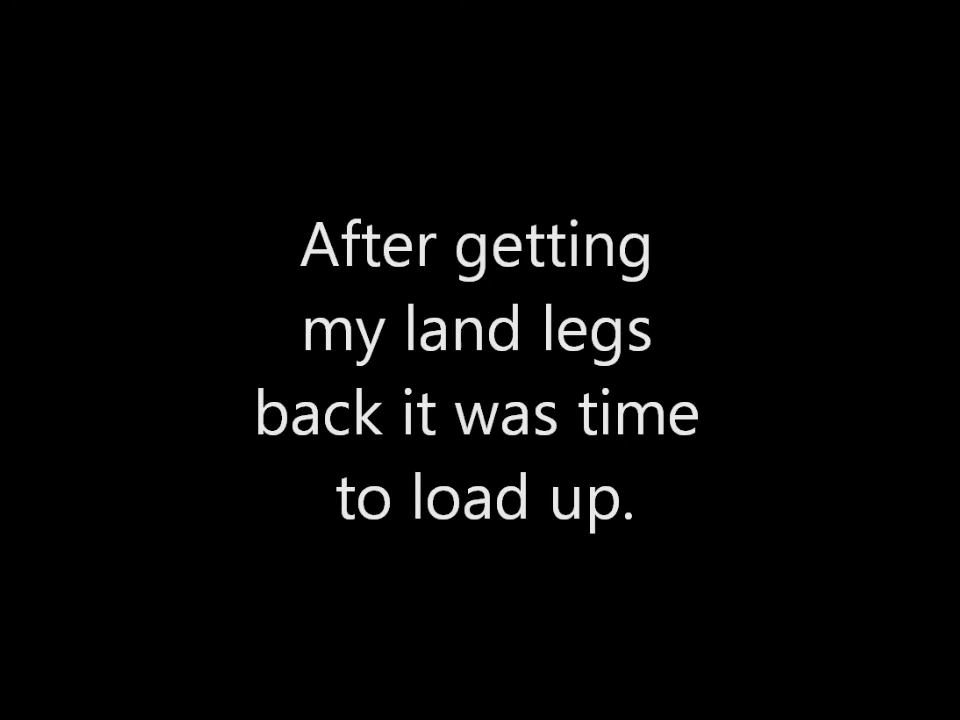 After getting
my land legs
back it was time
to load up.